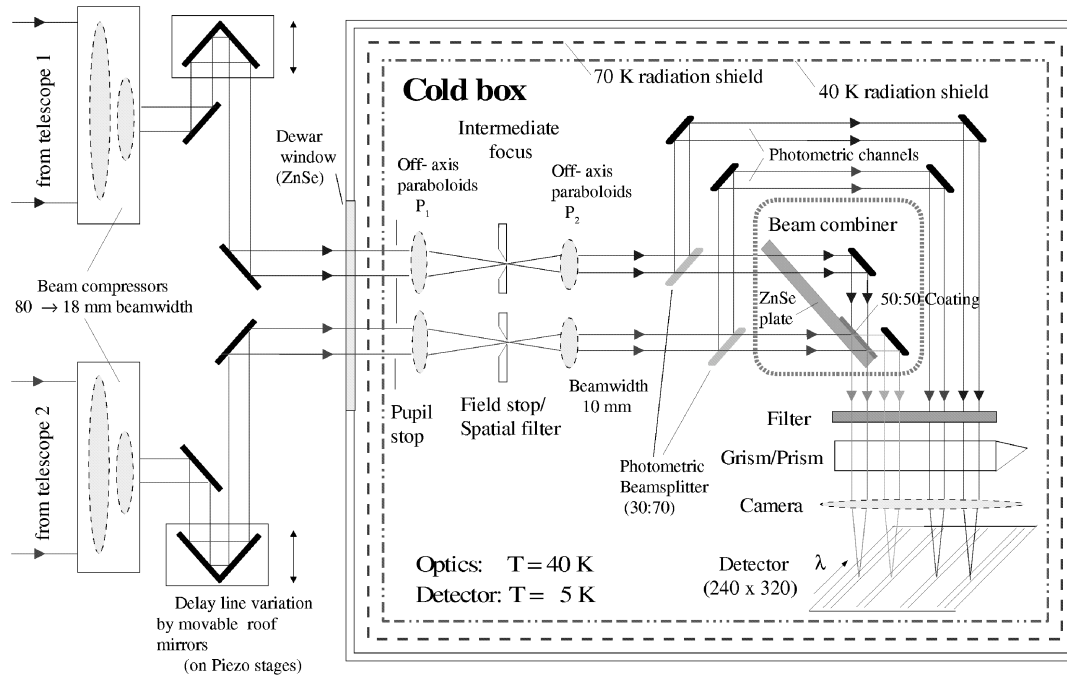 from telescope 1
Beam compressors
80 → 18 mm beamwidth
from telescope 2
Delay line variation
by movable roof
mirrors
(on Piezo stages)
Dewar
window
(ZnSe)
70 K radiation shield
40 K radiation shield
Cold box
Intermediate
focus
Off- axis
paraboloids
P1
Off- axis
paraboloids
P2
Pupil
stop
Field stop/
Spatial filter
Beamwidth
10 mm
Photometric channels
Beam combiner
ZnSe
plate
50:50 Coating
Photometric
Beamsplitter
(30:70)
Filter
Grism/Prism
Camera
Detector
(240 x 320)
λ
Optics: T = 40 K
Detector: T = 5 K